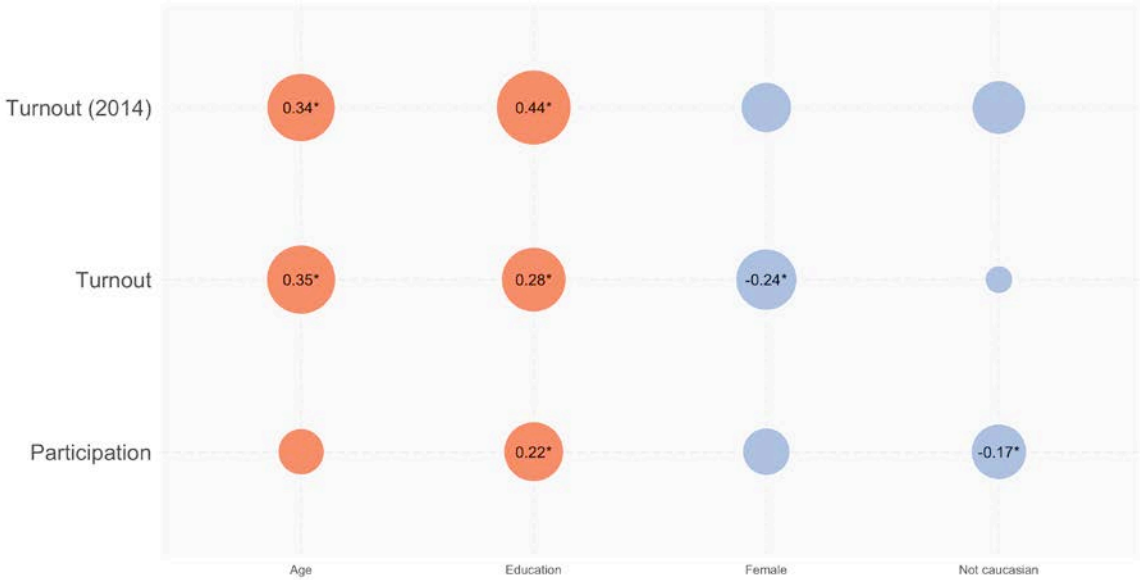 Turnout (2014)
0.34*
0.44*
Turnout
0.35*
0.28*
-0.24*
Participation
0.22*
-0.17*
Age
Education
Female
Not caucasian